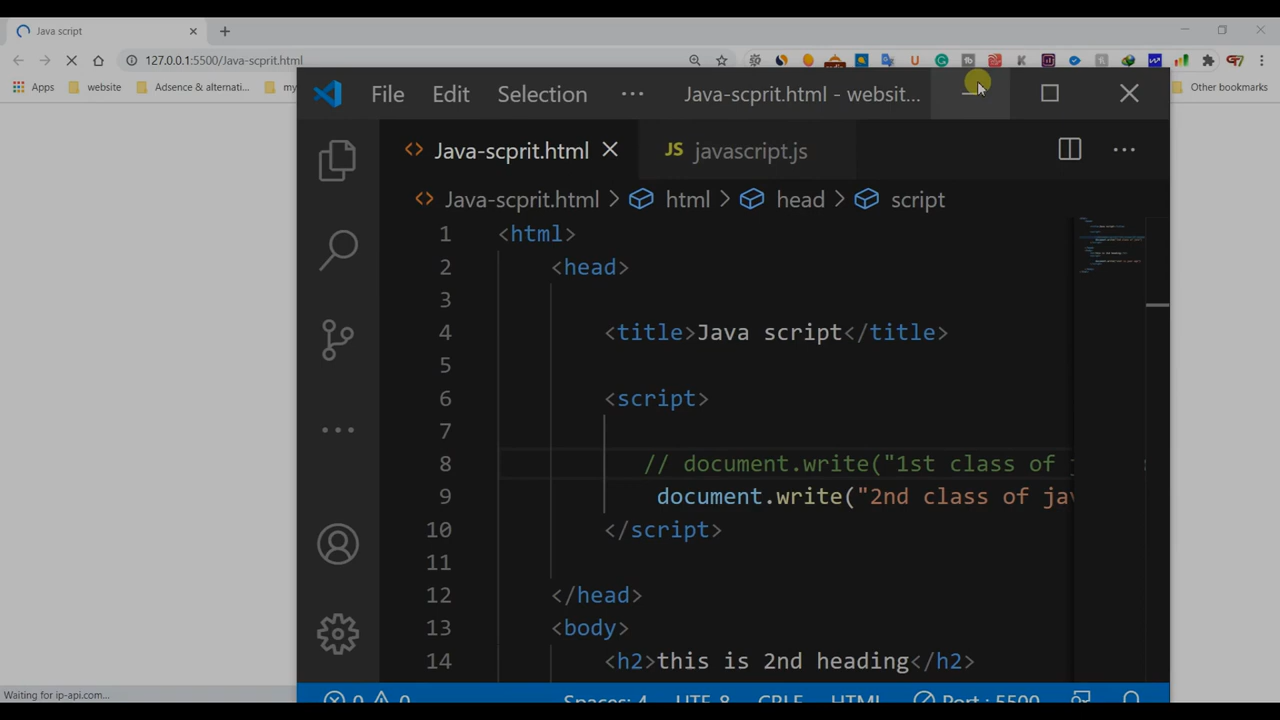 Java script
127.0.0.1:5500/Java-scprit.html
Apps website Adsence & alternati... my Other bookmarks
File Edit Selection ... Java-scprit.html - websit...
Java-scprit.html JS javascript.js ...
Java-scprit.html > html > head > script
1 <html>
2 <head>
3
4 <title>Java script</title>
5
6 <script>
7
8 // document.write("1st class of j
9 document.write("2nd class of jav
10 </script>
11
12 </head>
13 <body>
14 <h2>this is 2nd heading</h2>
Waiting for ip-api.com...
0 0 Spaces: 4 UTF-8 CRLF HTML Port : 5500